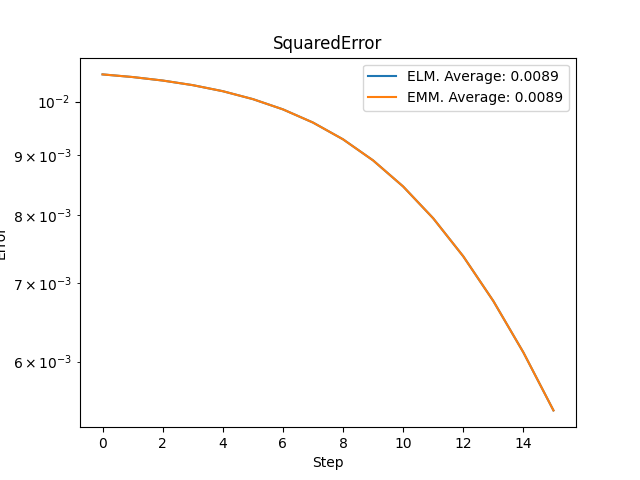 SquaredError
ELM. Average: 0.0089
EMM. Average: 0.0089
10⁻²
9 × 10⁻³
8 × 10⁻³
7 × 10⁻³
6 × 10⁻³
Error
0 2 4 6 8 10 12 14
Step